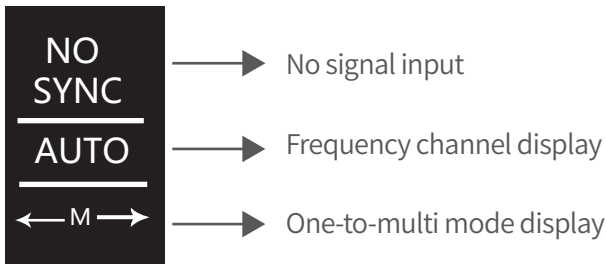 NO
SYNC
No signal input
AUTO
Frequency channel display
M
One-to-multi mode display